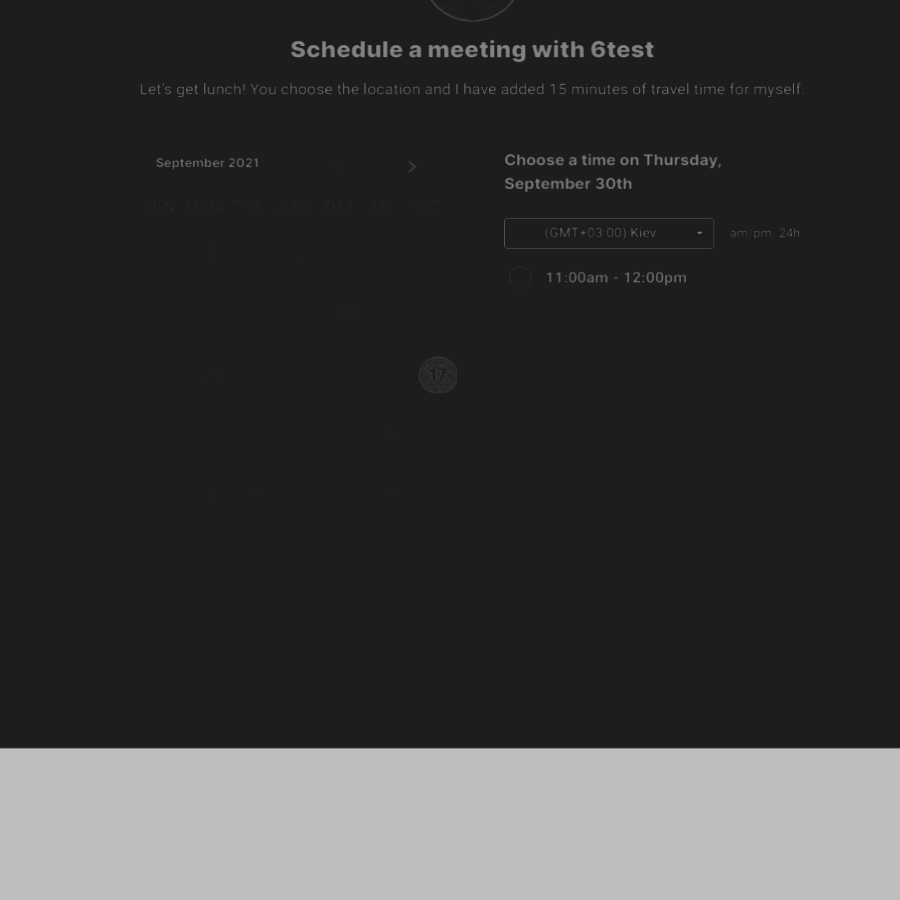 Schedule a meeting with 6test
Let's get lunch! You choose the location and I have added 15 minutes of travel time for myself.
September 2021
Choose a time on Thursday,
September 30th
(GMT+03:00) Kiev
am/pm 24h
11:00am - 12:00pm
17